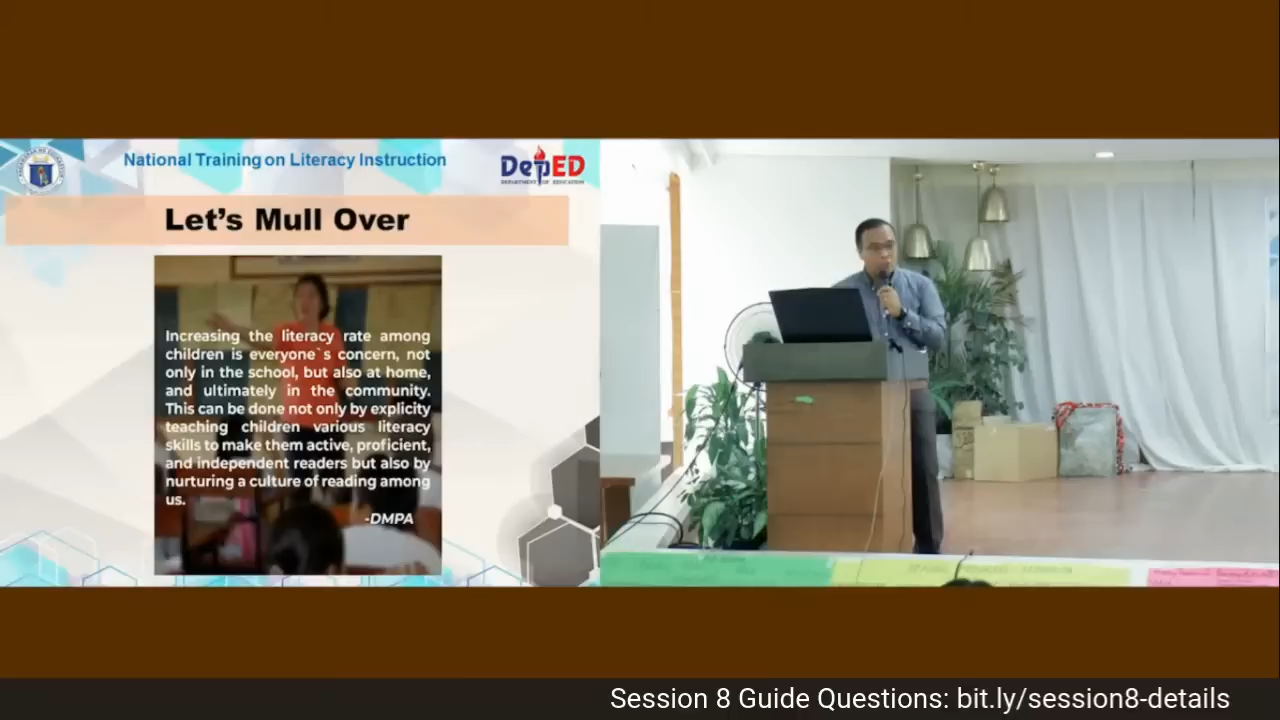 National Training on Literacy Instruction
DepED
DEPARTMENT OF EDUCATION
Let's Mull Over
Increasing the literacy rate among
children is everyone`s concern, not
only in the school, but also at home,
and ultimately in the community.
This can be done not only by explicity
teaching children various literacy
skills to make them active, proficient,
and independent readers but also by
nurturing a culture of reading among
us.
-DMPA
Session 8 Guide Questions: bit.ly/session8-details